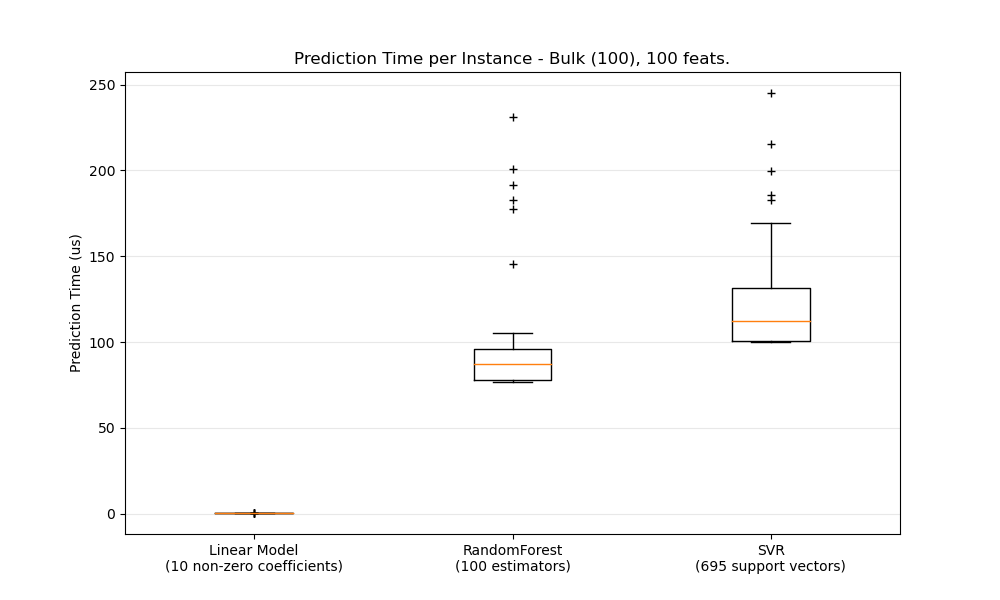 Prediction Time per Instance - Bulk (100), 100 feats.
250
200
150
100
50
0
Prediction Time (us)
Linear Model
(10 non-zero coefficients)
RandomForest
(100 estimators)
SVR
(695 support vectors)